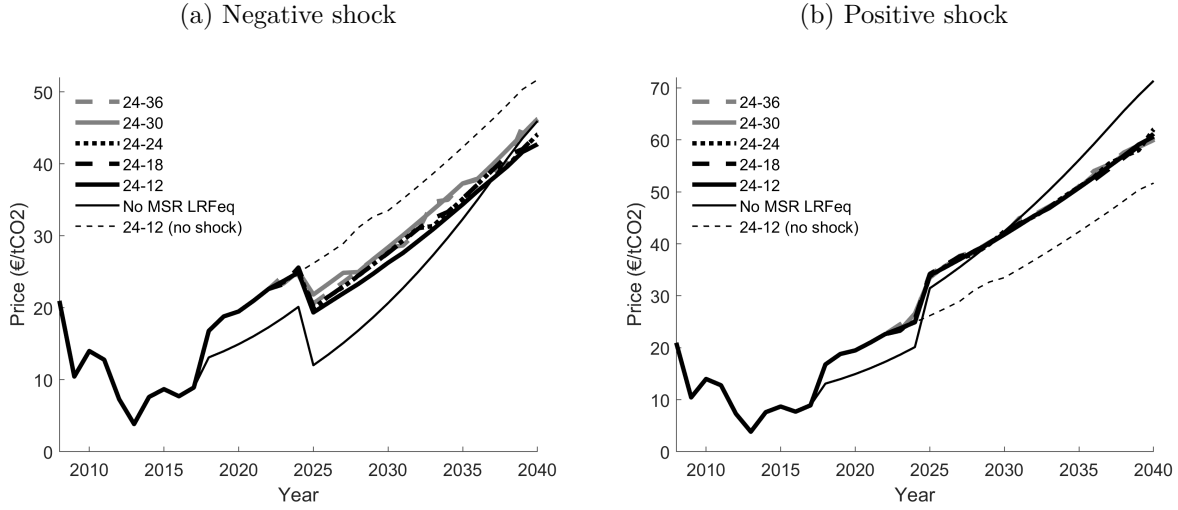 (a) Negative shock
50
40
30
20
10
0
Price (€/tCO2)
24-36
24-30
24-24
24-18
24-12
No MSR LRFeq
24-12 (no shock)
2010 2015 2020 2025 2030 2035 2040
Year
(b) Positive shock
70
60
50
40
30
20
10
0
Price (€/tCO2)
24-36
24-30
24-24
24-18
24-12
No MSR LRFeq
24-12 (no shock)
2010 2015 2020 2025 2030 2035 2040
Year